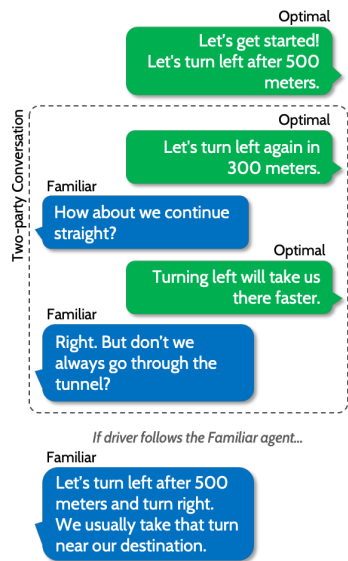 Optimal
Let's get started!
Let's turn left after 500
meters.
Two-party Conversation
Optimal
Let's turn left again in
300 meters.
Familiar
How about we continue
straight?
Optimal
Turning left will take us
there faster.
Familiar
Right. But don't we
always go through the
tunnel?
If driver follows the Familiar agent...
Familiar
Let's turn left after 500
meters and turn right.
We usually take that turn
near our destination.